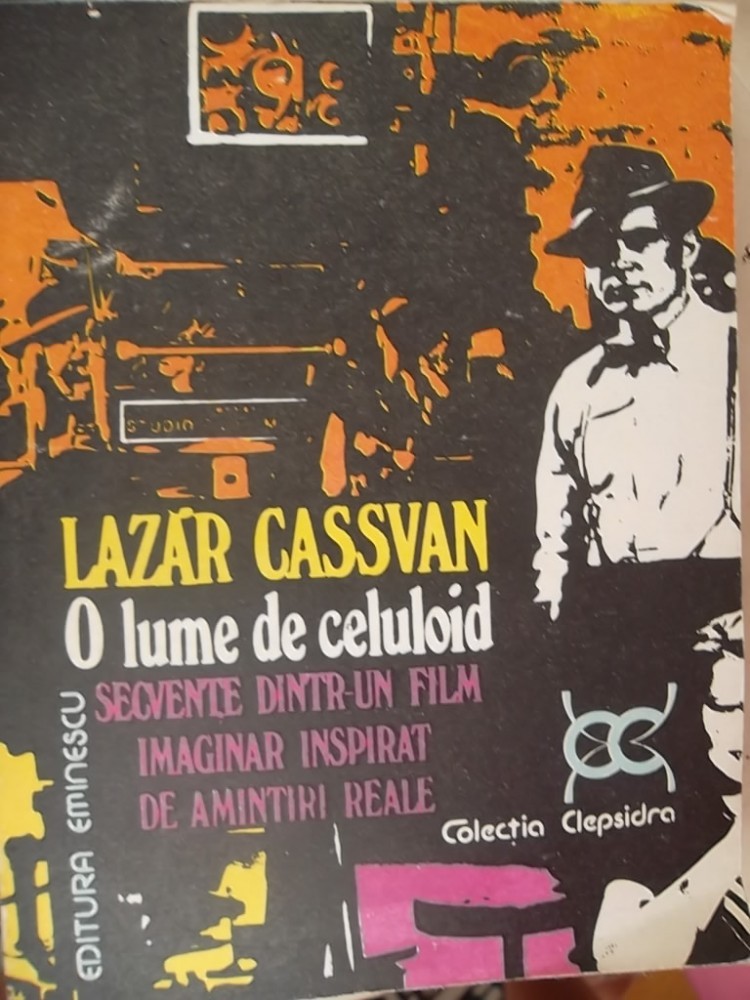 STUDIO
LAZĂR CASSVAN
O lume de celuloid
SECVENȚE DINTR-UN FILM
IMAGINAR INSPIRAT
DE AMINTIRI REALE
Colecția Clepsidra
EDITURA EMINESCU